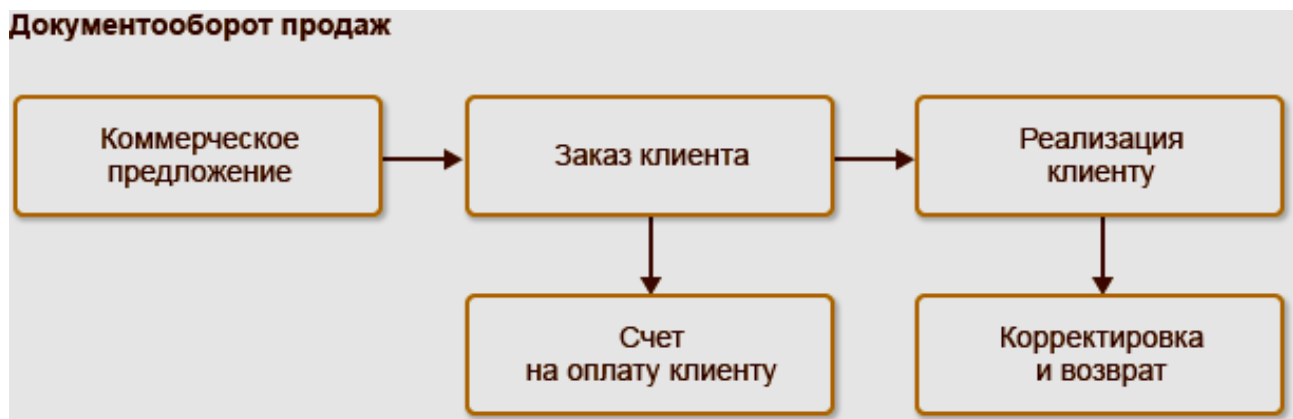 Документооборот продаж
Коммерческое
предложение
Заказ клиента
Реализация
клиенту
Счет
на оплату клиенту
Корректировка
и возврат